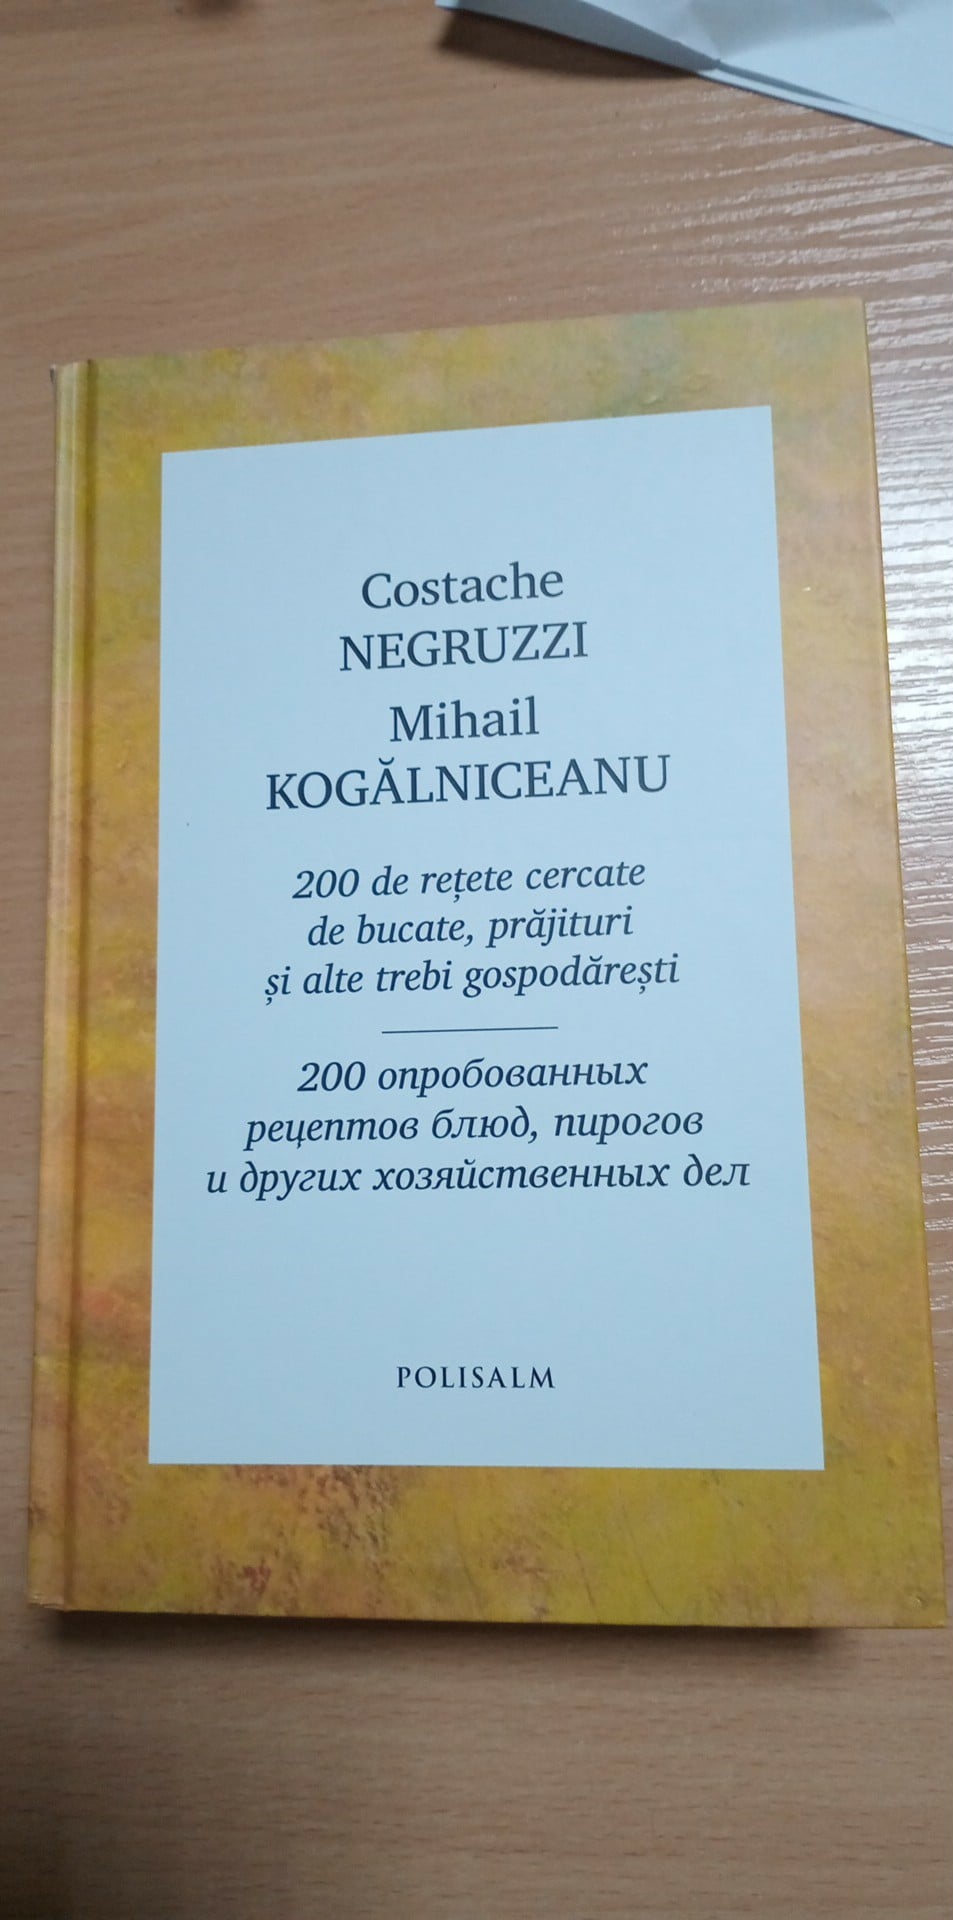 Costache
NEGRUZZI
Mihail
KOGĂLNICEANU
200 de rețete cercate
de bucate, prăjituri
și alte trebi gospodărești
200 опробованных
рецептов блюд, пирогов
и других хозяйственных дел
POLISALM